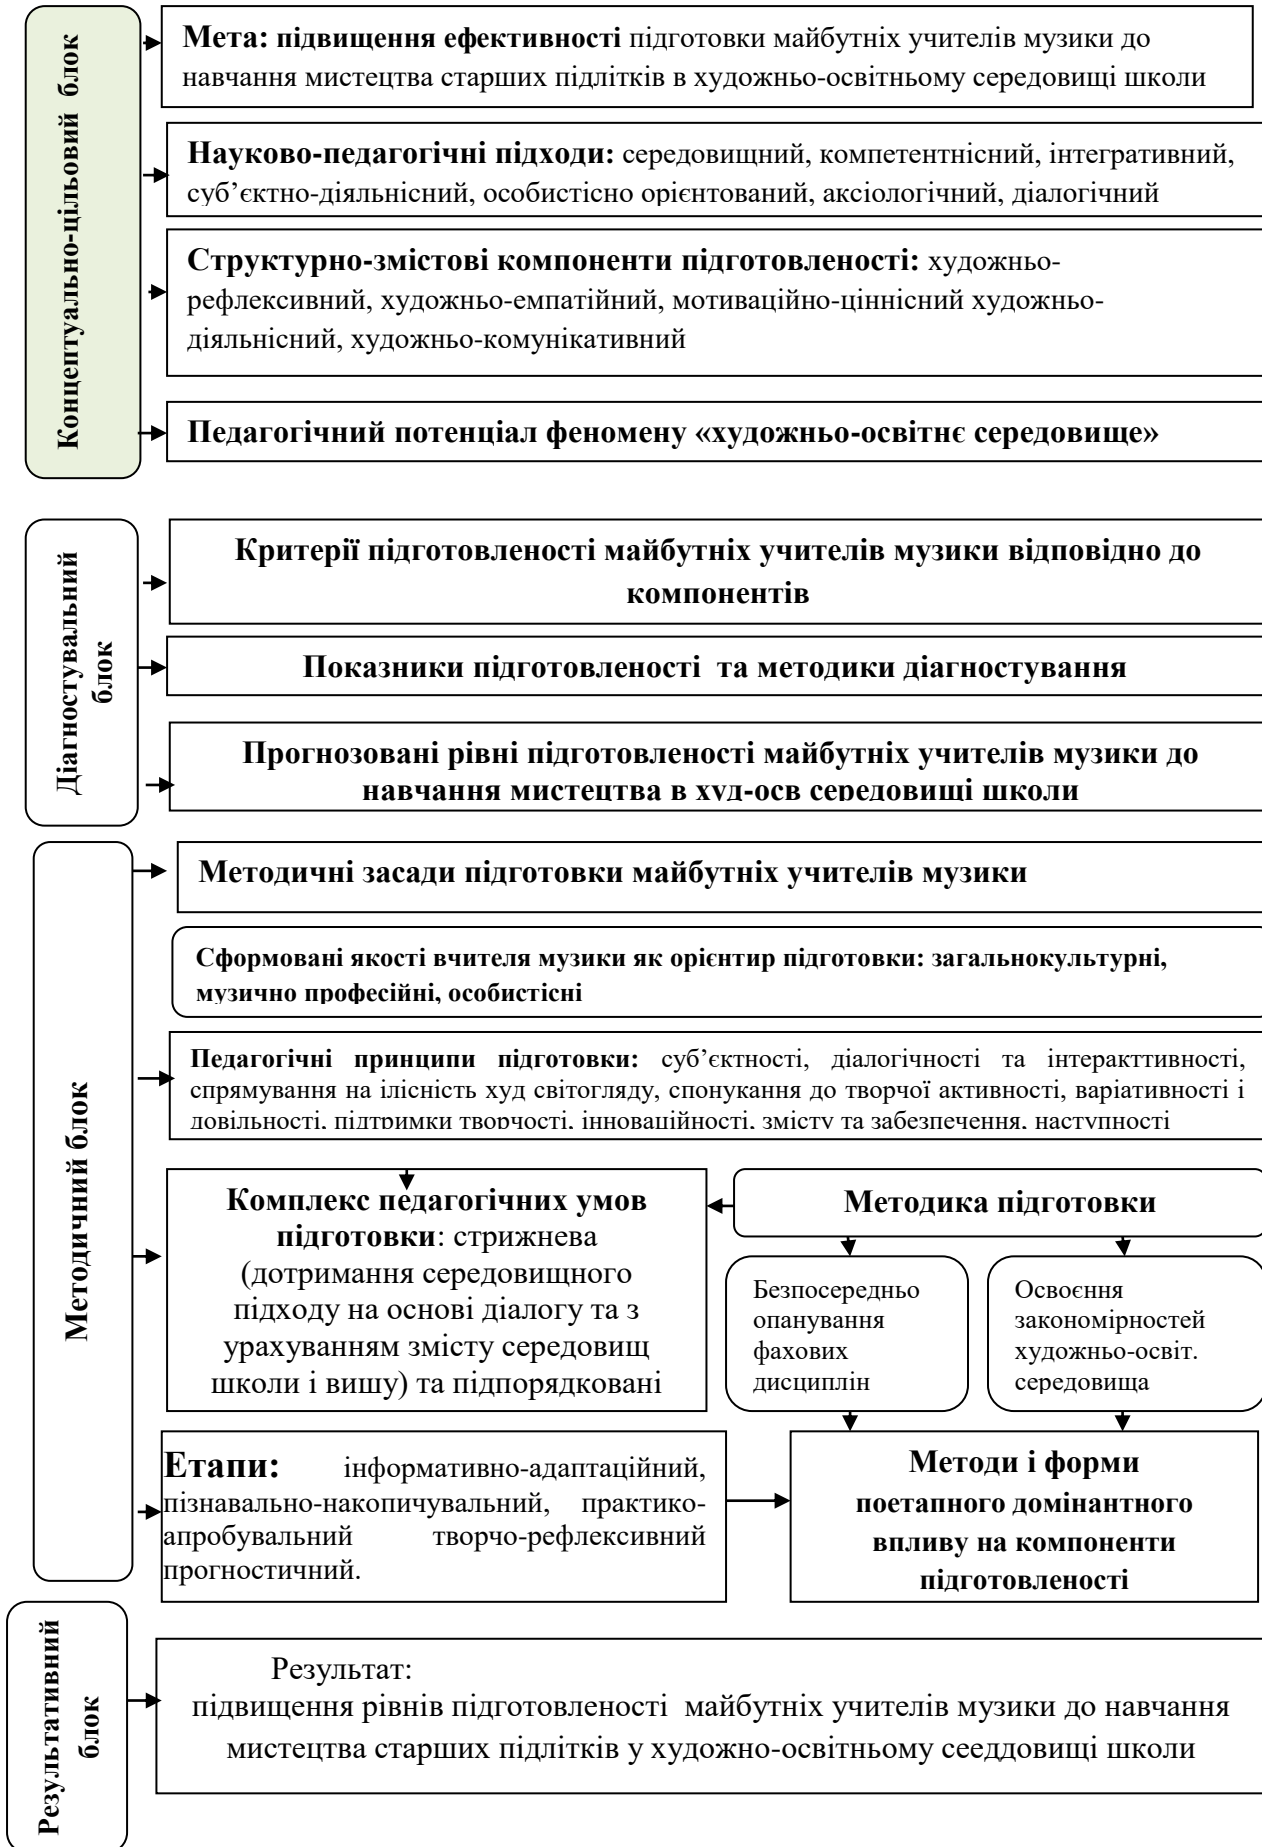 Концептуально-цільовий блок
Мета: підвищення ефективності підготовки майбутніх учителів музики до
навчання мистецтва старших підлітків в художньо-освітньому середовищі школи
Науково-педагогічні підходи: середовищний, компетентнісний, інтегративний,
суб’єктно-діяльнісний, особистісно орієнтований, аксіологічний, діалогічний
Структурно-змістові компоненти підготовленості: художньо-
рефлексивний, художньо-емпатійний, мотиваційно-ціннісний художньо-
діяльнісний, художньо-комунікативний
Педагогічний потенціал феномену «художньо-освітнє середовище»
Діагностувальний
блок
Критерії підготовленості майбутніх учителів музики відповідно до
компонентів
Показники підготовленості та методики діагностування
Прогнозовані рівні підготовленості майбутніх учителів музики до
навчання мистецтва в худ-осв середовищі школи
Методичний блок
Методичні засади підготовки майбутніх учителів музики
Сформовані якості вчителя музики як орієнтир підготовки: загальнокультурні,
музично професійні, особистісні
Педагогічні принципи підготовки: суб’єктності, діалогічності та інтеракттивності,
спрямування на ілісність худ світогляду, спонукання до творчої активності, варіативності і
довільності, підтримки творчості, інноваційності, змісту та забезпечення, наступності
Комплекс педагогічних умов
підготовки: стрижнева
(дотримання середовищного
підходу на основі діалогу та з
урахуванням змісту середовищ
школи і вишу) та підпорядковані
Методика підготовки
Безпосередньо
опанування
фахових
дисциплін
Освоєння
закономірностей
художньо-освіт.
середовища
Етапи: інформативно-адаптаційний,
пізнавально-накопичувальний, практико-
апробувальний творчо-рефлексивний
прогностичний.
Методи і форми
поетапного домінантного
впливу на компоненти
підготовленості
Результативний
блок
Результат:
підвищення рівнів підготовленості майбутніх учителів музики до навчання
мистецтва старших підлітків у художно-освітньому сееддовищі школи